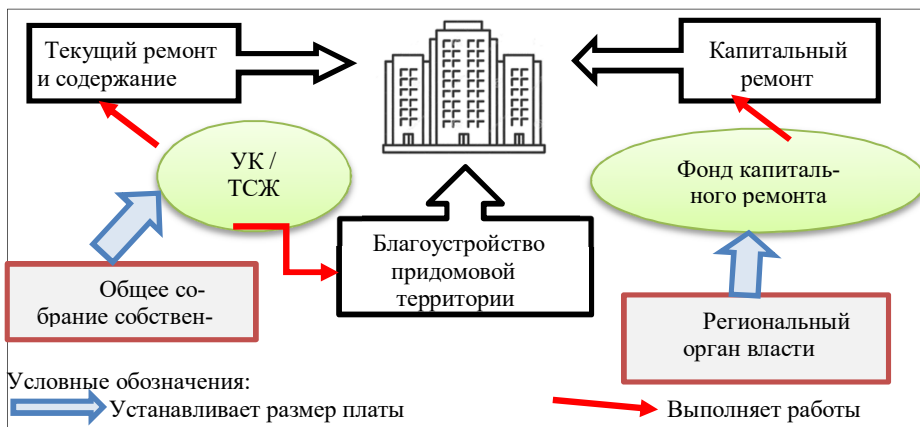 Текущий ремонт
и содержание
Капитальный
ремонт
УК /
ТСЖ
Фонд капиталь-
ного ремонта
Благоустройство
придомовой
территории
Общее со-
брание собствен-
Региональный
орган власти
Условные обозначения:
Устанавливает размер платы
Выполняет работы